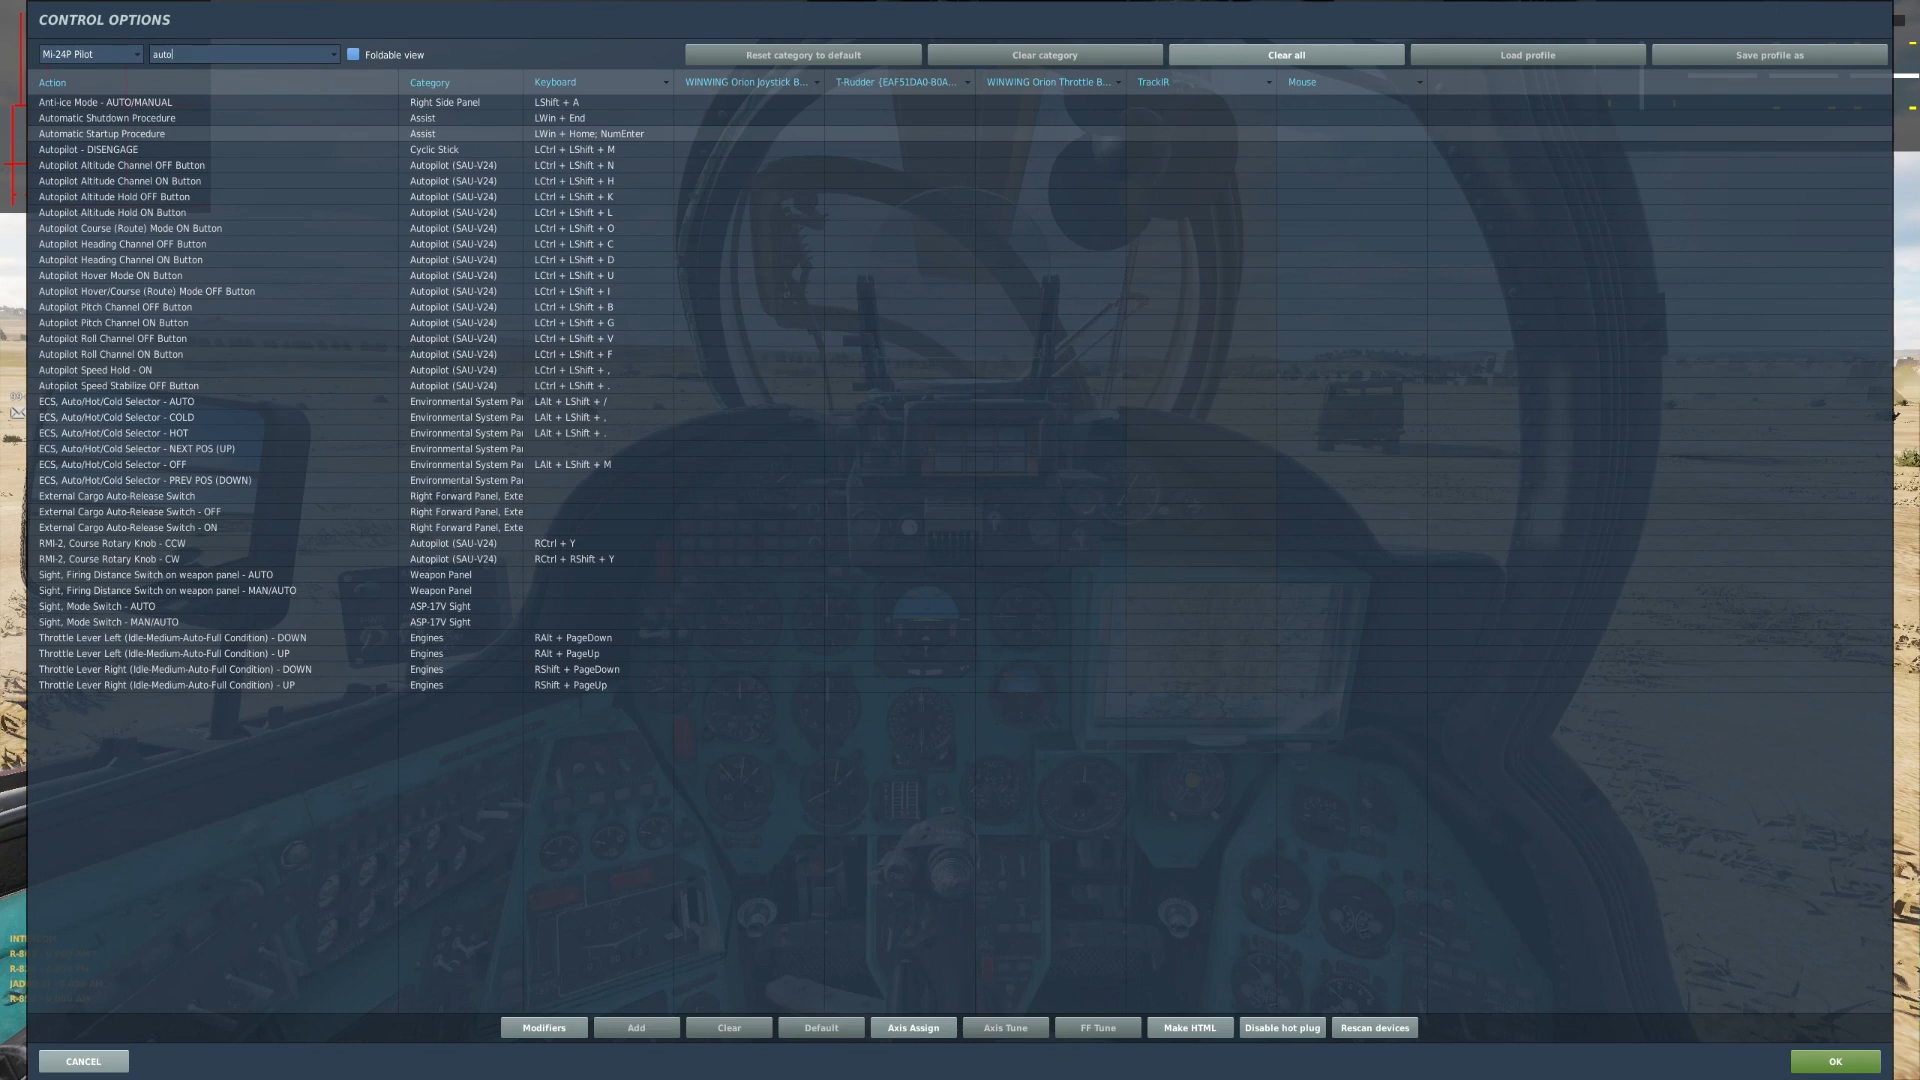 CONTROL OPTIONS
Mi-24P Pilot auto Foldable view Reset category to default Clear category Clear all Load profile Save profile as
Action Category Keyboard WINWING Orion Joystick B... T-Rudder {EAF51DA0-B0A... WINWING Orion Throttle B... TrackIR Mouse
Anti-ice Mode - AUTO/MANUAL Right Side Panel LShift + A
Automatic Shutdown Procedure Assist LWin + End
Automatic Startup Procedure Assist LWin + Home; NumEnter
Autopilot - DISENGAGE Cyclic Stick LCtrl + LShift + M
Autopilot Altitude Channel OFF Button Autopilot (SAU-V24) LCtrl + LShift + N
Autopilot Altitude Channel ON Button Autopilot (SAU-V24) LCtrl + LShift + H
Autopilot Altitude Hold OFF Button Autopilot (SAU-V24) LCtrl + LShift + K
Autopilot Altitude Hold ON Button Autopilot (SAU-V24) LCtrl + LShift + L
Autopilot Course (Route) Mode ON Button Autopilot (SAU-V24) LCtrl + LShift + O
Autopilot Heading Channel OFF Button Autopilot (SAU-V24) LCtrl + LShift + C
Autopilot Heading Channel ON Button Autopilot (SAU-V24) LCtrl + LShift + D
Autopilot Hover Mode ON Button Autopilot (SAU-V24) LCtrl + LShift + U
Autopilot Hover/Course (Route) Mode OFF Button Autopilot (SAU-V24) LCtrl + LShift + I
Autopilot Pitch Channel OFF Button Autopilot (SAU-V24) LCtrl + LShift + B
Autopilot Pitch Channel ON Button Autopilot (SAU-V24) LCtrl + LShift + G
Autopilot Roll Channel OFF Button Autopilot (SAU-V24) LCtrl + LShift + V
Autopilot Roll Channel ON Button Autopilot (SAU-V24) LCtrl + LShift + F
Autopilot Speed Hold - ON Autopilot (SAU-V24) LCtrl + LShift + ,
Autopilot Speed Stabilize OFF Button Autopilot (SAU-V24) LCtrl + LShift + .
ECS, Auto/Hot/Cold Selector - AUTO Environmental System Pa LAlt + LShift + /
ECS, Auto/Hot/Cold Selector - COLD Environmental System Pa LAlt + LShift + ,
ECS, Auto/Hot/Cold Selector - HOT Environmental System Pa LAlt + LShift + .
ECS, Auto/Hot/Cold Selector - NEXT POS (UP) Environmental System Pa
ECS, Auto/Hot/Cold Selector - OFF Environmental System Pa LAlt + LShift + M
ECS, Auto/Hot/Cold Selector - PREV POS (DOWN) Environmental System Pa
External Cargo Auto-Release Switch Right Forward Panel, Exte
External Cargo Auto-Release Switch - OFF Right Forward Panel, Exte
External Cargo Auto-Release Switch - ON Right Forward Panel, Exte
RMI-2, Course Rotary Knob - CCW Autopilot (SAU-V24) RCtrl + Y
RMI-2, Course Rotary Knob - CW Autopilot (SAU-V24) RCtrl + RShift + Y
Sight, Firing Distance Switch on weapon panel - AUTO Weapon Panel
Sight, Firing Distance Switch on weapon panel - MAN/AUTO Weapon Panel
Sight, Mode Switch - AUTO ASP-17V Sight
Sight, Mode Switch - MAN/AUTO ASP-17V Sight
Throttle Lever Left (Idle-Medium-Auto-Full Condition) - DOWN Engines RAlt + PageDown
Throttle Lever Left (Idle-Medium-Auto-Full Condition) - UP Engines RAlt + PageUp
Throttle Lever Right (Idle-Medium-Auto-Full Condition) - DOWN Engines RShift + PageDown
Throttle Lever Right (Idle-Medium-Auto-Full Condition) - UP Engines RShift + PageUp
Modifiers Add Clear Default Axis Assign Axis Tune FF Tune Make HTML Disable hot plug Rescan devices
CANCEL OK